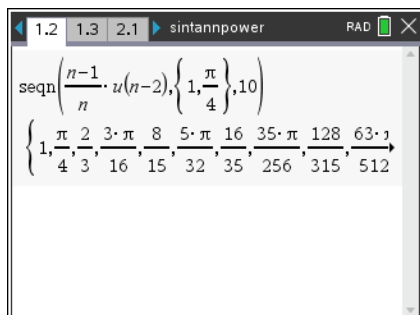 1.2 1.3 2.1 sintannpower RAD
seqn((n-1)/n · u(n-2),{1,π/4},10)
{1,π/4,2/3,3·π/16,8/15,5·π/32,16/35,35·π/256,128/315,63·/512